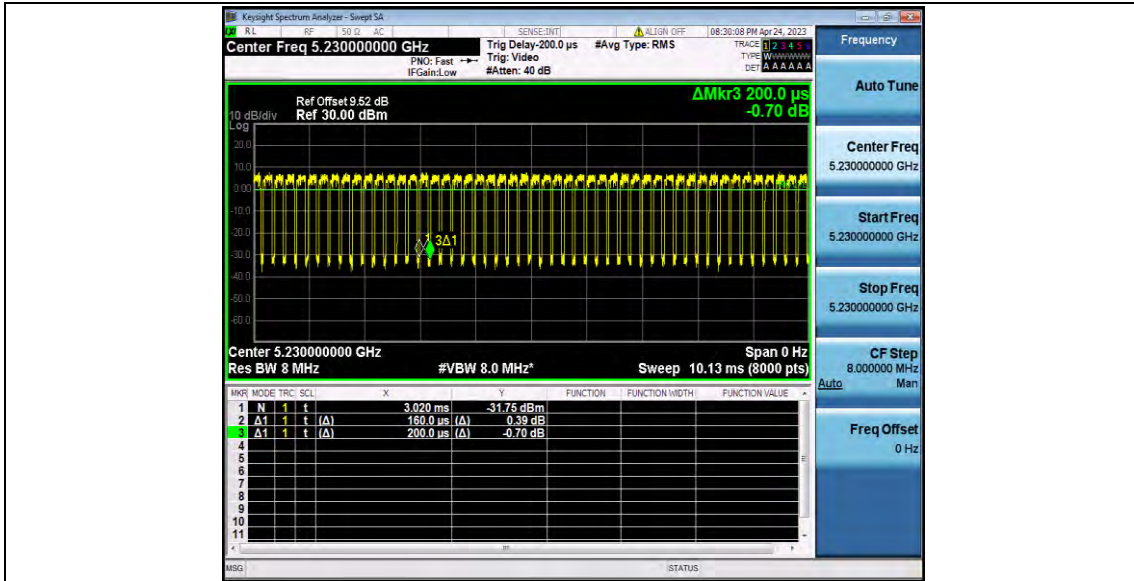 Keysight Spectrum Analyzer - Swept SA
RL RF 50 Ω AC SENSE:INT ALIGN OFF 08:30:08 PM Apr 24, 2023
Center Freq 5.230000000 GHz
PNO: Fast
IFGain:Low
Trig Delay-200.0 µs
Trig: Video
#Atten: 40 dB
#Avg Type: RMS
TRACE 1 2 3 4 5 6
TYPE W
DET A A A A A A
ΔMkr3 200.0 µs
-0.70 dB
Ref Offset 9.52 dB
10 dB/div Ref 30.00 dBm
Log
20.0
10.0
0.00
-10.0
-20.0
-30.0
-40.0
-50.0
-60.0
3Δ1
Center 5.230000000 GHz Span 0 Hz
Res BW 8 MHz #VBW 8.0 MHz* Sweep 10.13 ms (8000 pts)
MKR MODE TRC SCL X Y FUNCTION FUNCTION WIDTH FUNCTION VALUE
1 N 1 t 3.020 ms -31.75 dBm
2 Δ1 1 t (Δ) 160.0 µs (Δ) 0.39 dB
3 Δ1 1 t (Δ) 200.0 µs (Δ) -0.70 dB
4
5
6
7
8
9
10
11
MSG STATUS
Frequency
Auto Tune
Center Freq
5.230000000 GHz
Start Freq
5.230000000 GHz
Stop Freq
5.230000000 GHz
CF Step
8.000000 MHz
Auto Man
Freq Offset
0 Hz